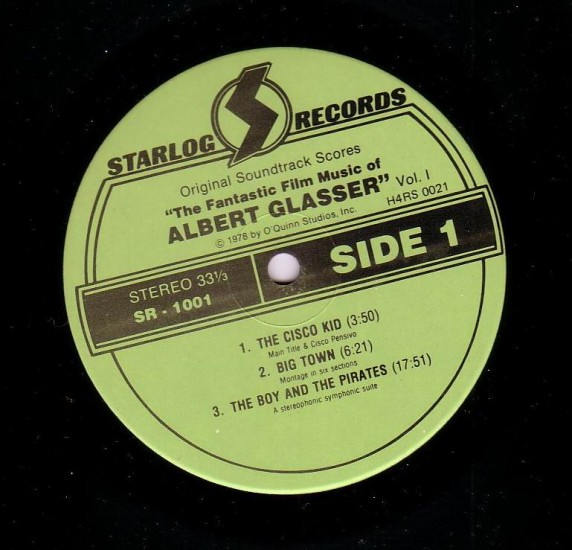 STARLOG RECORDS
Original Soundtrack Scores
"The Fantastic Film Music of
ALBERT GLASSER" Vol. I
© 1978 by O'Quinn Studios, Inc.
H4RS 0021
STEREO 33⅓
SR - 1001
SIDE 1
1. THE CISCO KID (3:50)
Main Title & Cisco Pensivo
2. BIG TOWN (6:21)
Montage in six sections
3. THE BOY AND THE PIRATES (17:51)
A stereophonic symphonic suite